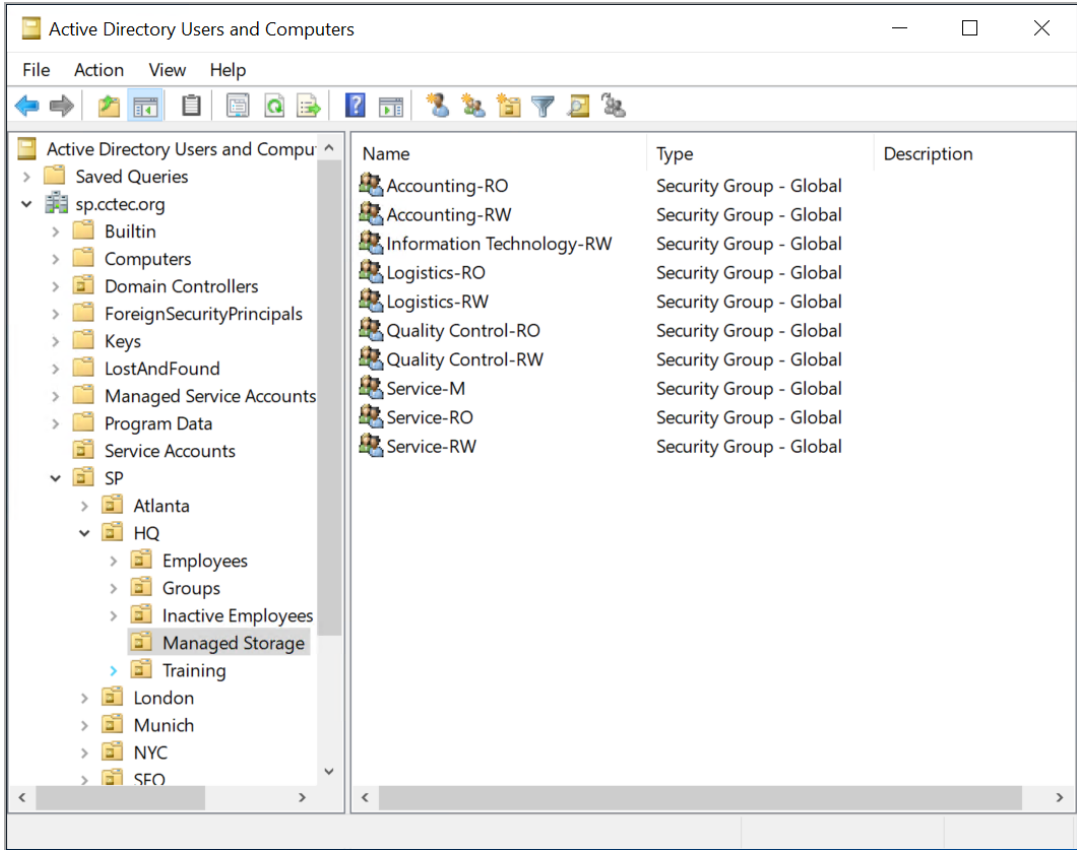 Active Directory Users and Computers
File Action View Help
Active Directory Users and Compu
Saved Queries
sp.cctec.org
Builtin
Computers
Domain Controllers
ForeignSecurityPrincipals
Keys
LostAndFound
Managed Service Accounts
Program Data
Service Accounts
SP
Atlanta
HQ
Employees
Groups
Inactive Employees
Managed Storage
Training
London
Munich
NYC
SFO
Name Type Description
Accounting-RO Security Group - Global
Accounting-RW Security Group - Global
Information Technology-RW Security Group - Global
Logistics-RO Security Group - Global
Logistics-RW Security Group - Global
Quality Control-RO Security Group - Global
Quality Control-RW Security Group - Global
Service-M Security Group - Global
Service-RO Security Group - Global
Service-RW Security Group - Global